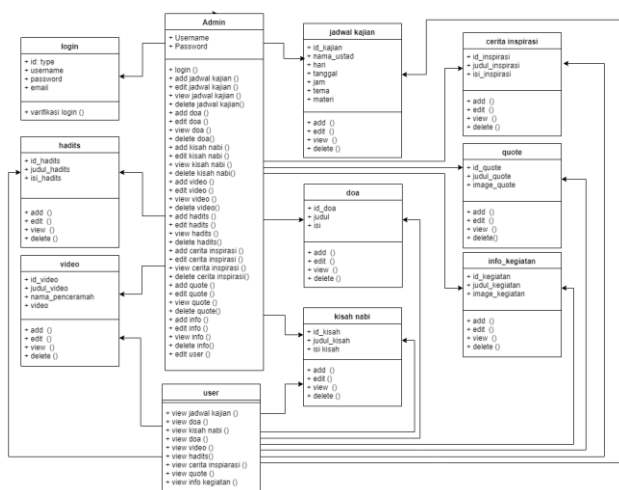 Admin
+ Username
+ Password
+ login ()
+ add jadwal kajian ()
+ edit jadwal kajian ()
+ view jadwal kajian ()
+ delete jadwal kajian()
+ add doa ()
+ edit doa ()
+ view doa ()
+ delete doa()
+ add kisah nabi ()
+ edit kisah nabi ()
+ view kisah nabi ()
+ delete kisah nabi()
+ add video ()
+ edit video ()
+ view video ()
+ delete video()
+ add hadits ()
+ edit hadits ()
+ view hadits ()
+ delete hadits()
+ add cerita inspirasi ()
+ edit cerita inspirasi ()
+ view cerita inspirasi ()
+ delete cerita inspirasi()
+ add quote ()
+ edit quote ()
+ view quote ()
+ delete quote()
+ add info ()
+ edit info ()
+ view info ()
+ delete info()
+ edit user ()
login
+ id: type
+ username
+ password
+ email
+ varifikasi login ()
hadits
+ id_hadits
+ judul_hadits
+ isi_hadits
+ add ()
+ edit ()
+ view ()
+ delete ()
video
+ id_video
+ judul_video
+ nama_penceramah
+ video
+ add ()
+ edit ()
+ view ()
+ delete ()
jadwal kajian
+ id_kajian
+ nama_ustad
+ hari
+ tanggal
+ jam
+ tema
+ materi
+ add ()
+ edit ()
+ view ()
+ delete ()
doa
+ id_doa
+ judul
+ isi
+ add ()
+ edit ()
+ view ()
+ delete ()
kisah nabi
+ id_kisah
+ judul_kisah
+ isi kisah
+ add ()
+ edit ()
+ view ()
+ delete ()
cerita inspirasi
+ id_inspirasi
+ judul_inspirasi
+ isi_inspirasi
+ add ()
+ edit ()
+ view ()
+ delete ()
quote
+ id_quote
+ judul_quote
+ image_quote
+ add ()
+ edit ()
+ view ()
+ delete()
info_kegiatan
+ id_kegiatan
+ judul_kegiatan
+ image_kegiatan
+ add ()
+ edit ()
+ view ()
+ delete ()
user
+ view jadwal kajian ()
+ view doa ()
+ view kisah nabi ()
+ view doa ()
+ view video ()
+ view hadits()
+ view cerita inspiarasi ()
+ view quote ()
+ view info kegiatan ()